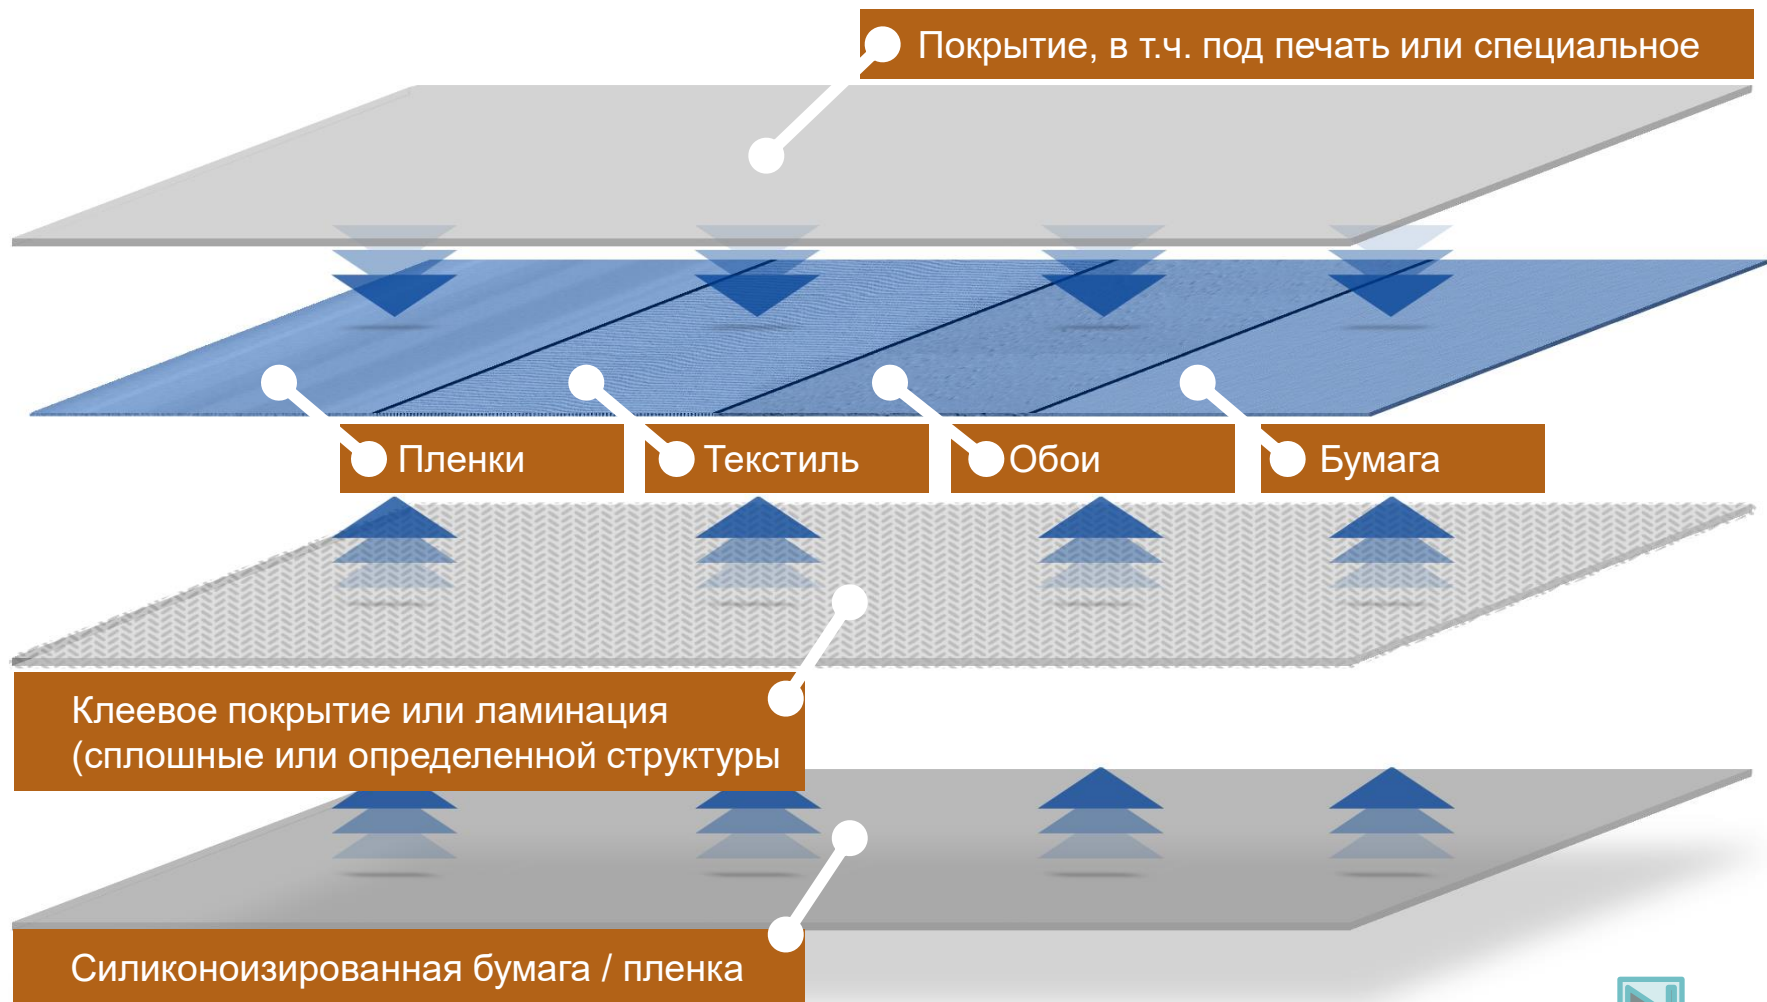 Покрытие, в т.ч. под печать или специальное
Пленки
Текстиль
Обои
Бумага
Клеевое покрытие или ламинация
(сплошные или определенной структуры
Силиконоизированная бумага / пленка